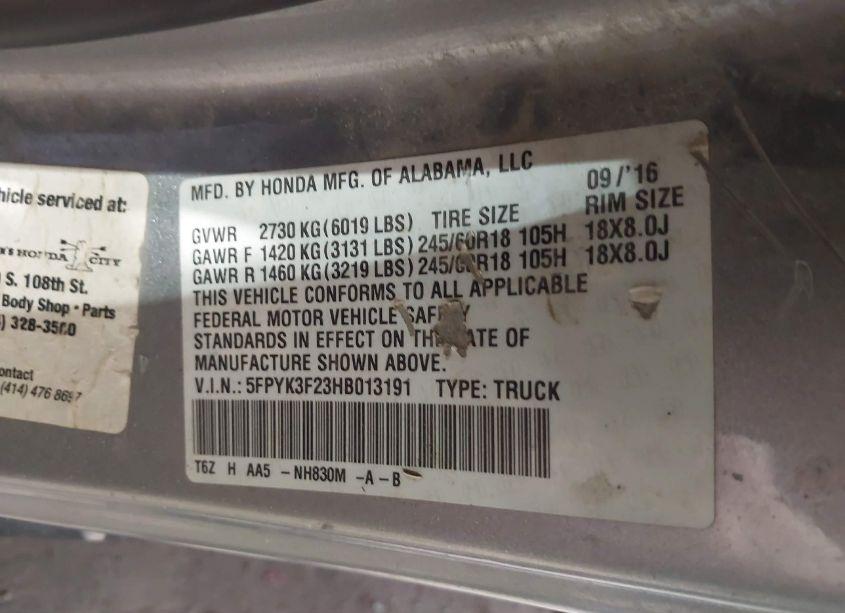 hicle serviced at:
HONDA CITY
S. 108th St.
Body Shop • Parts
) 328-3500
ontact
(414) 476 8697
MFD. BY HONDA MFG. OF ALABAMA, LLC 09/'16
GVWR 2730 KG(6019 LBS) TIRE SIZE RIM SIZE
GAWR F 1420 KG(3131 LBS) 245/60R18 105H 18X8.0J
GAWR R 1460 KG(3219 LBS) 245/60R18 105H 18X8.0J
THIS VEHICLE CONFORMS TO ALL APPLICABLE
FEDERAL MOTOR VEHICLE SAFETY
STANDARDS IN EFFECT ON THE DATE OF
MANUFACTURE SHOWN ABOVE.
V.I.N.: 5FPYK3F23HB013191 TYPE: TRUCK
T6Z H AA5 -NH830M -A-B